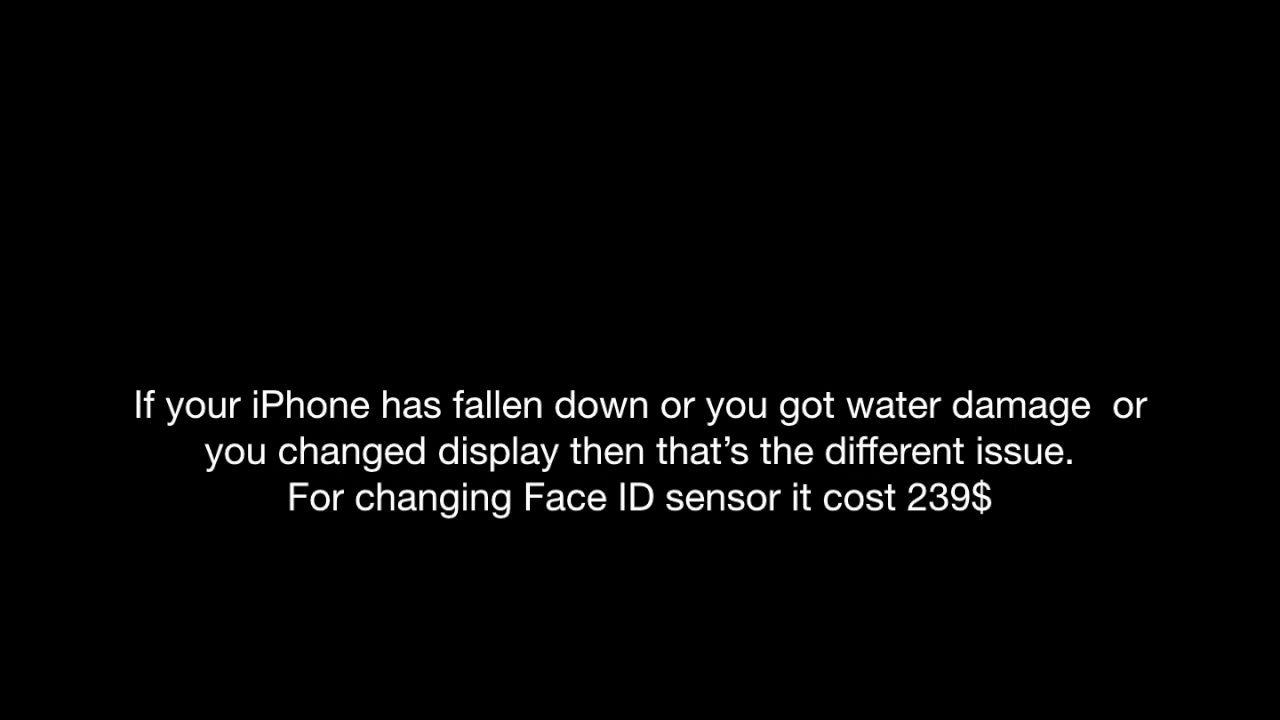 If your iPhone has fallen down or you got water damage  or
you changed display then that’s the different issue.
For changing Face ID sensor it cost 239$